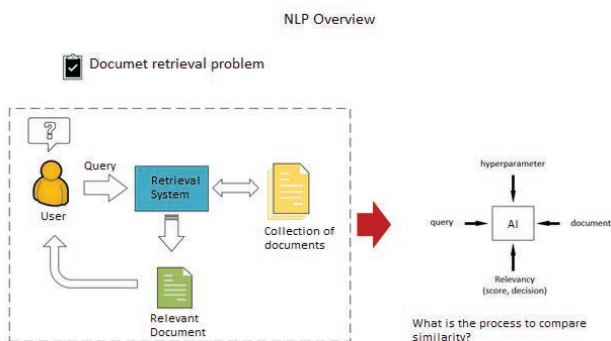 NLP Overview
Documet retrieval problem
?
Query
Retrieval
System
User
Collection of
documents
Relevant
Document
hyperparameter
query
AI
document
Relevancy
(score, decision)
What is the process to compare
similarity?